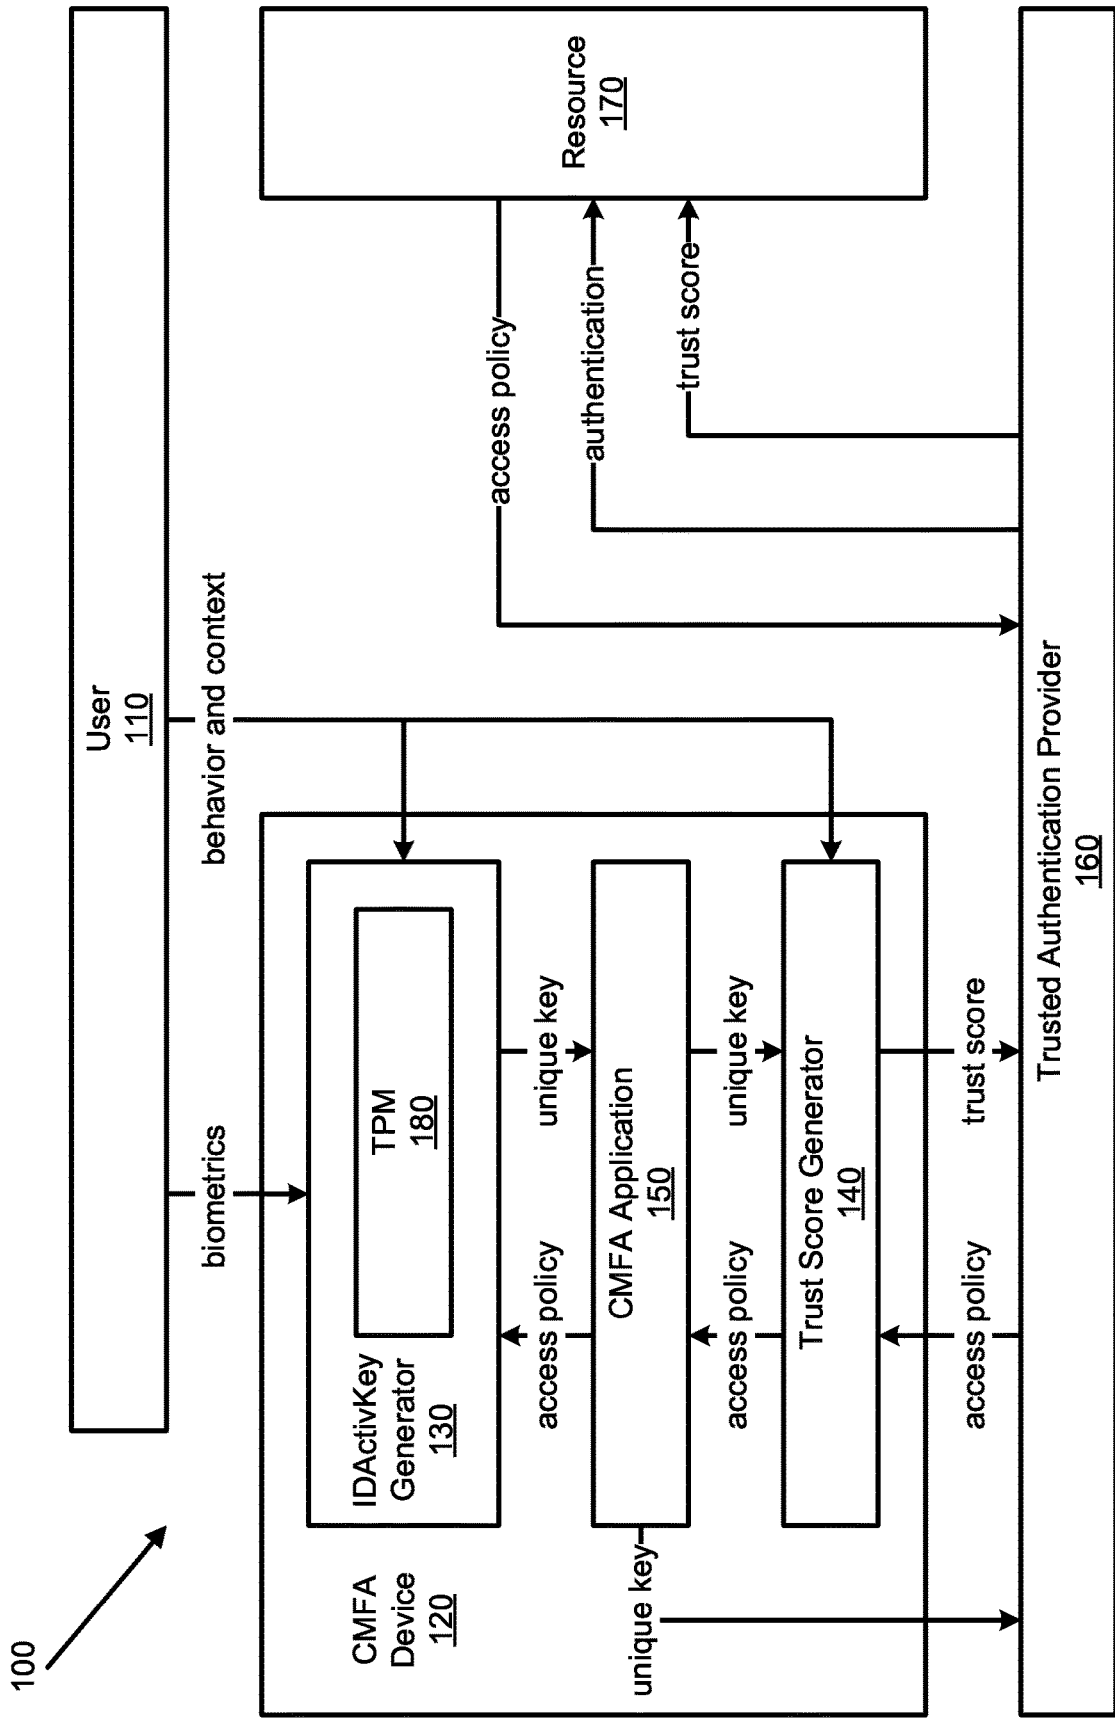 100
User
110
biometrics
behavior and context
CMFA
Device
120
IDActivKey
Generator
130
TPM
180
access policy
unique key
CMFA Application
150
unique key
access policy
unique key
Trust Score Generator
140
access policy
trust score
access policy
authentication
trust score
Resource
170
Trusted Authentication Provider
160